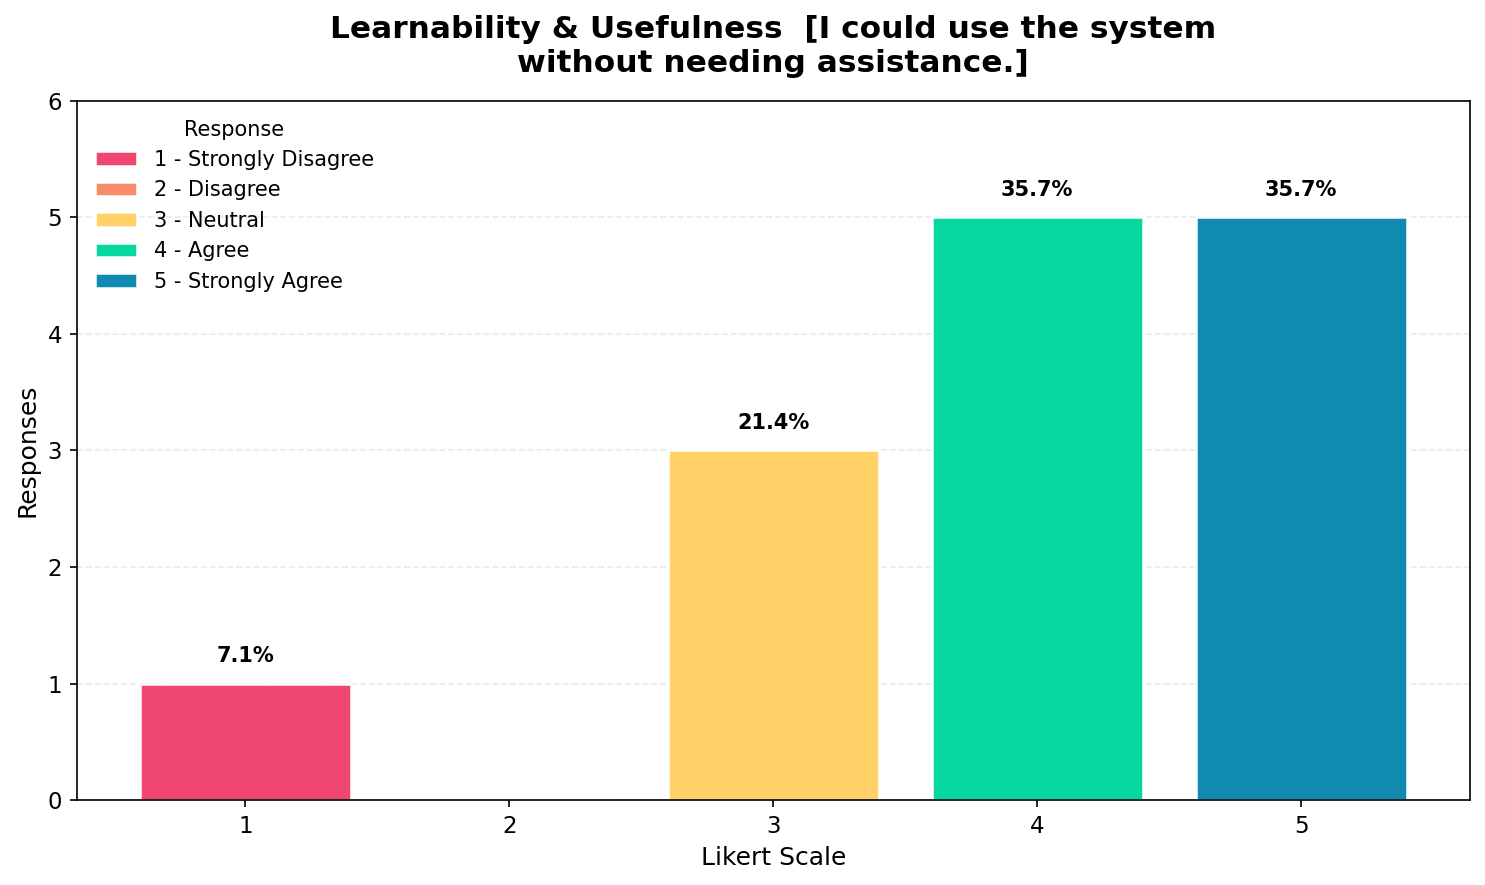 Learnability & Usefulness  [I could use the system
without needing assistance.]
Response
1 - Strongly Disagree
2 - Disagree
3 - Neutral
4 - Agree
5 - Strongly Agree
6
5
4
3
2
1
0
Responses
7.1%
21.4%
35.7%
35.7%
1
2
3
4
5
Likert Scale